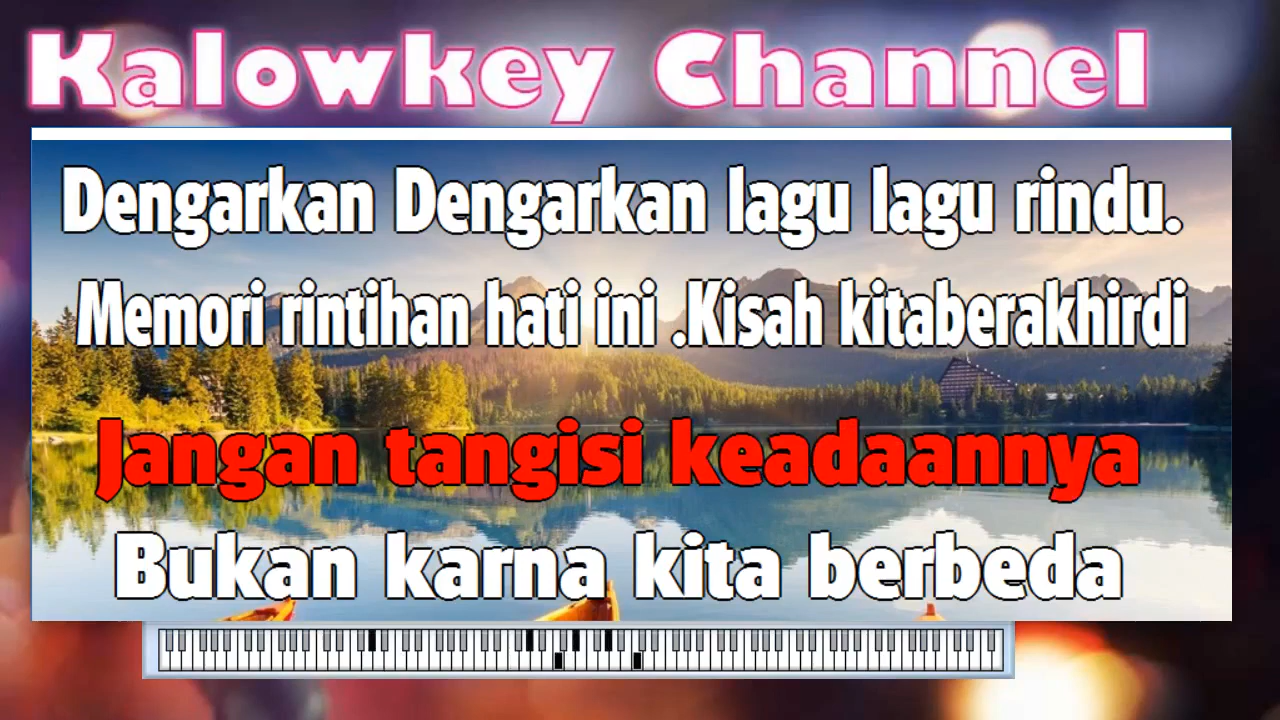 Kalowkey Channel
Dengarkan Dengarkan lagu lagu rindu.
Memori rintihan hati ini .Kisah kitaberakhirdi
Jangan tangisi keadaannya
Bukan karna kita berbeda